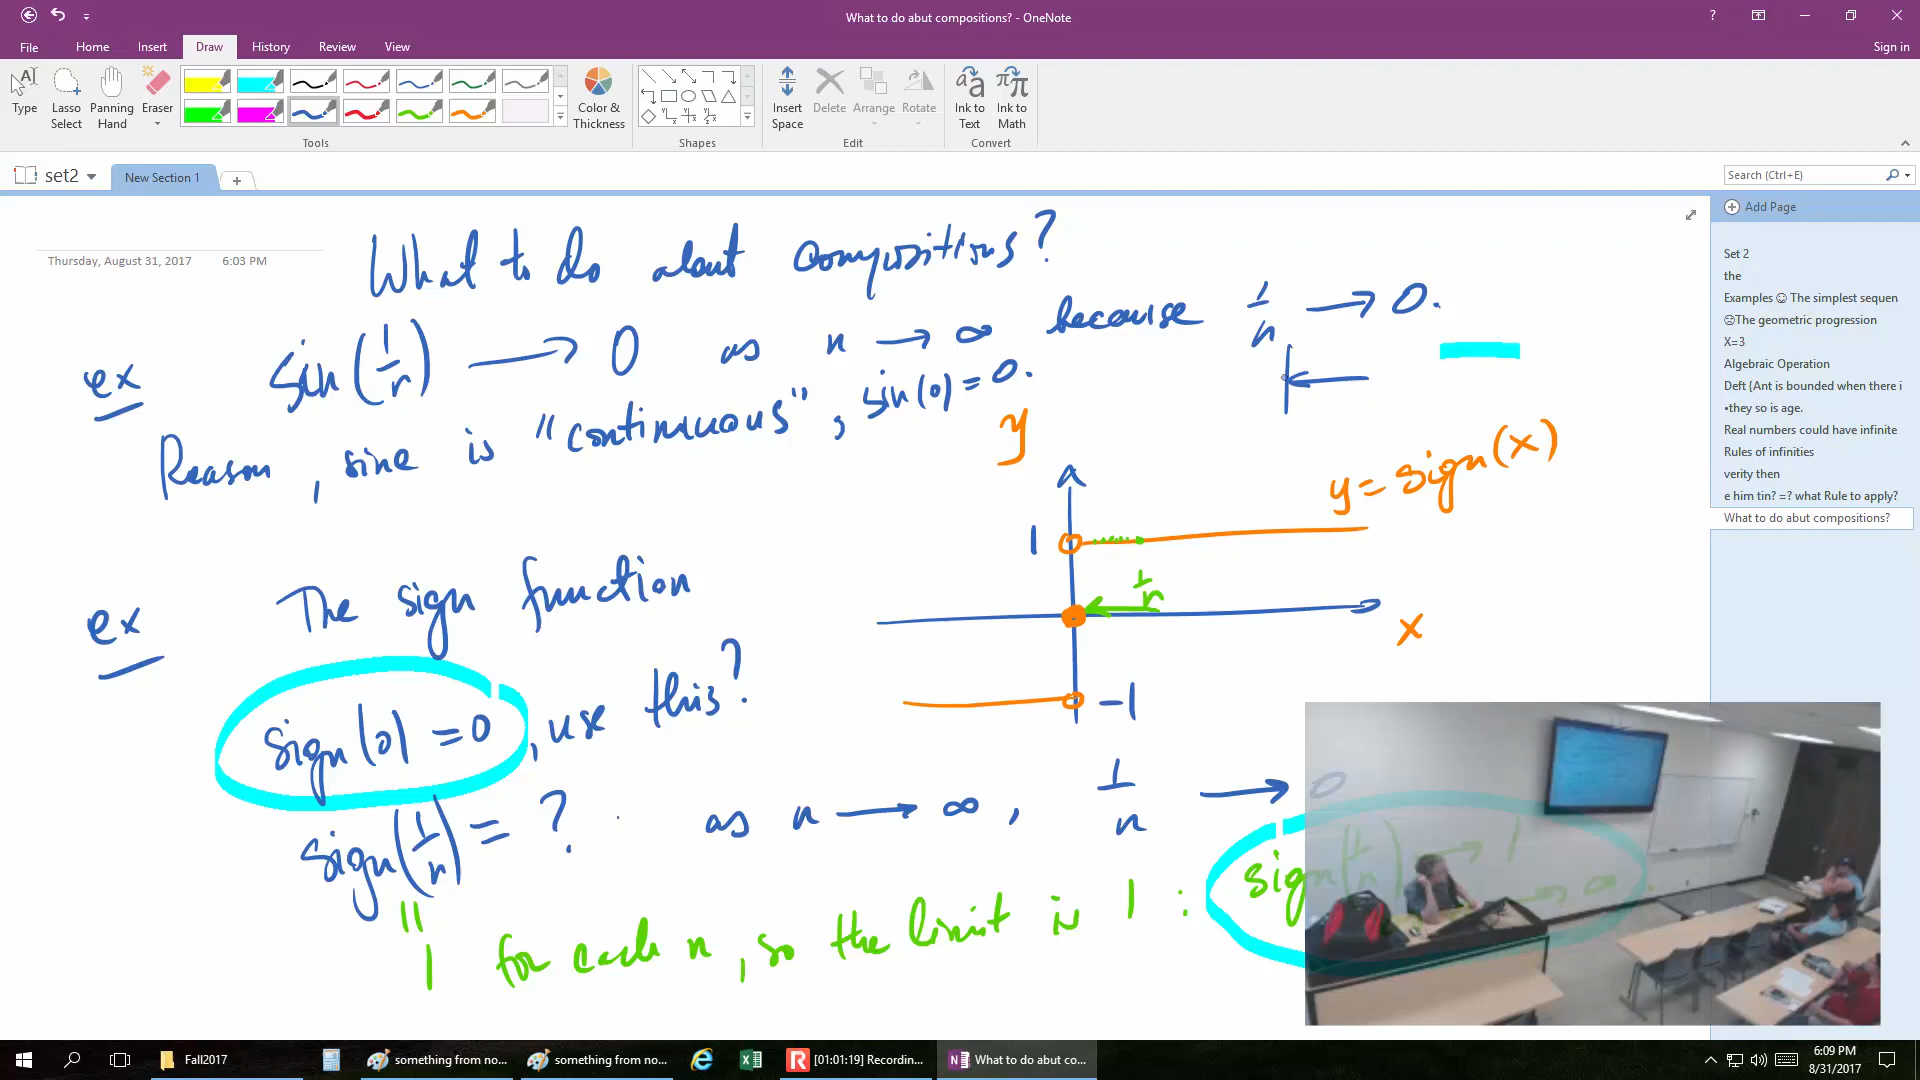 What to do abut compositions? - OneNote
File Home Insert Draw History Review View
Sign in
Type
Lasso Select
Panning Hand
Eraser
Color & Thickness
Insert Space
Delete
Arrange
Rotate
Ink to Text
Ink to Math
Tools
Shapes
Edit
Convert
set2
New Section 1
Search (Ctrl+E)
Add Page
Thursday, August 31, 2017 6:03 PM
What to do about compositions?
ex sin(1/n) → 0 as n → ∞ because 1/n → 0.
Reason, sine is "continuous", sin(0) = 0.
y
y = sign(x)
1
1/n
x
-1
ex The sign function
sign(0) = 0, use this?
sign(1/n) = ? as n → ∞, 1/n → 0
sign(1/n) → 1
"
1 for each n, so the limit is 1 :
Set 2
the
Examples ☺ The simplest sequen
☹The geometric progression
X=3
Algebraic Operation
Deft {Ant is bounded when there i
•they so is age.
Real numbers could have infinite
Rules of infinities
verity then
e him tin? =? what Rule to apply?
What to do abut compositions?
Fall2017
something from no...
something from no...
[01:01:19] Recordin...
What to do abut co...
6:09 PM
8/31/2017